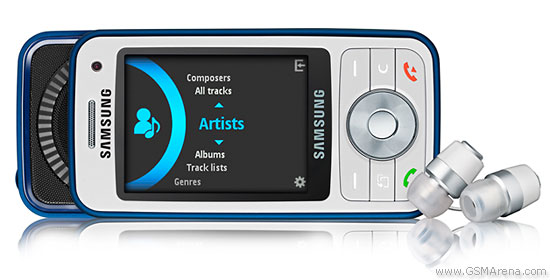 SAMSUNG
Composers
All tracks
Artists
Albums
Track lists
Genres
SAMSUNG
www.GSMArena.com